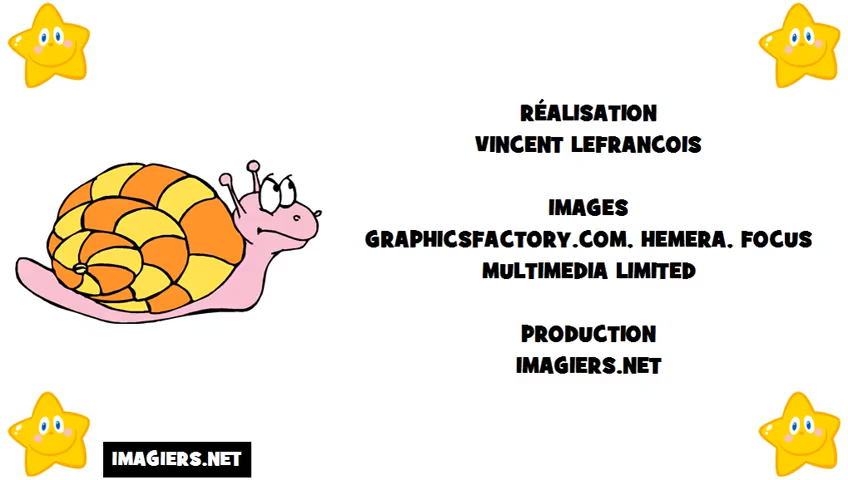 RÉALISATION
VINCENT LEFRANCOIS
IMAGES
GRAPHICSFACTORY.COM, HEMERA, FOCUS
MULTIMEDIA LIMITED
PRODUCTION
IMAGIERS.NET
IMAGIERS.NET